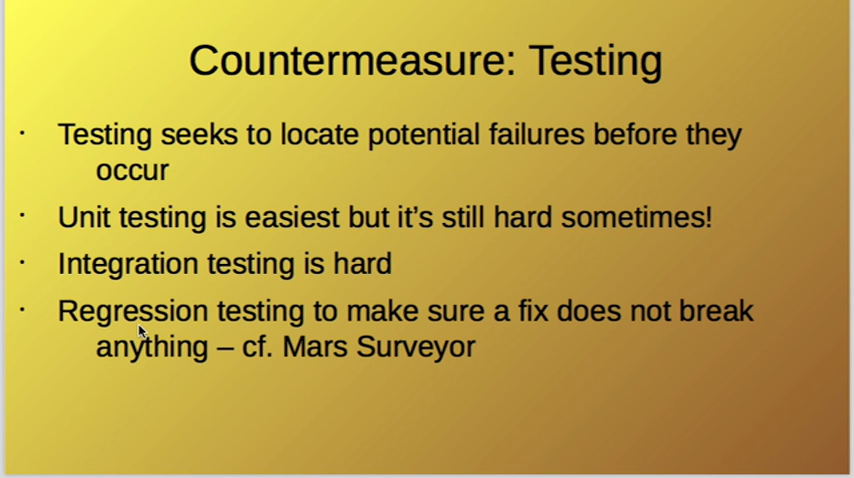 Countermeasure: Testing
· Testing seeks to locate potential failures before they
occur
· Unit testing is easiest but it’s still hard sometimes!
· Integration testing is hard
· Regression testing to make sure a fix does not break
anything – cf. Mars Surveyor